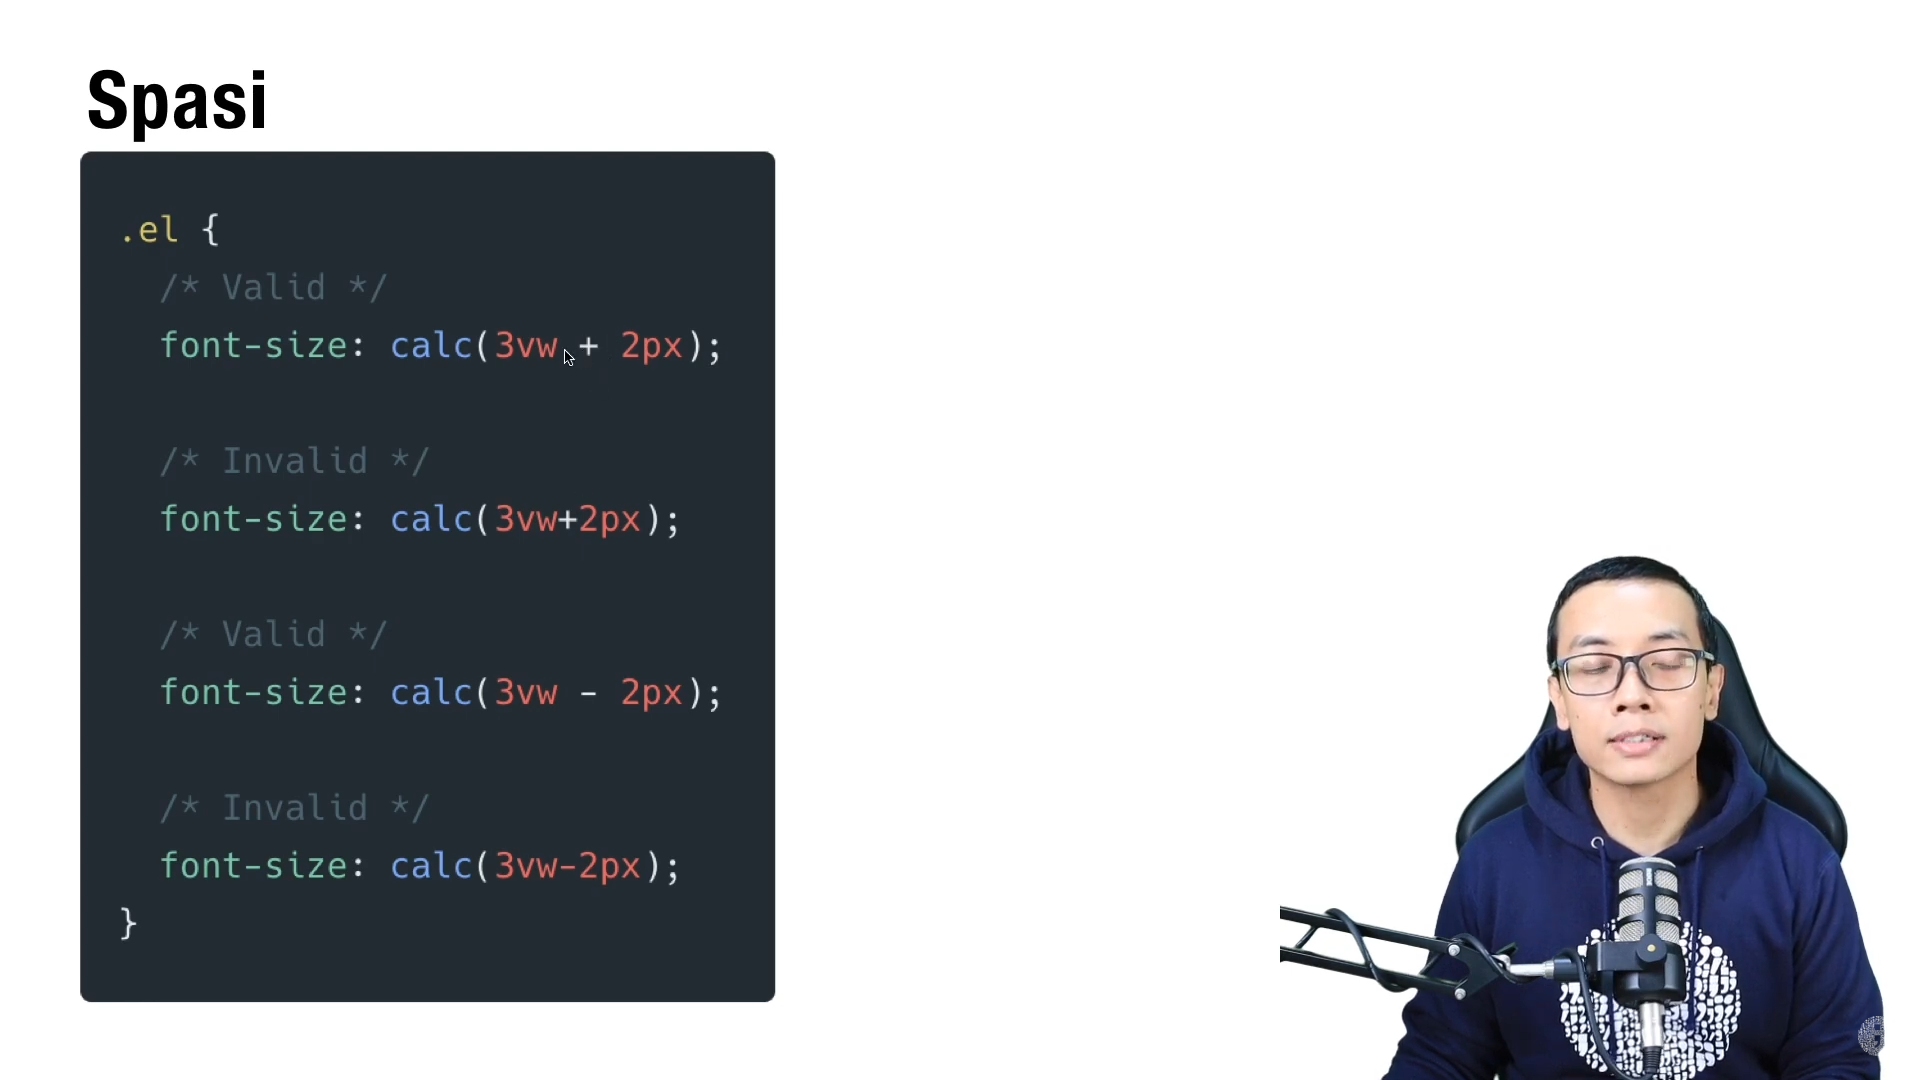 Spasi
.el {
/* Valid */
font-size: calc(3vw + 2px);
/* Invalid */
font-size: calc(3vw+2px);
/* Valid */
font-size: calc(3vw - 2px);
/* Invalid */
font-size: calc(3vw-2px);
}